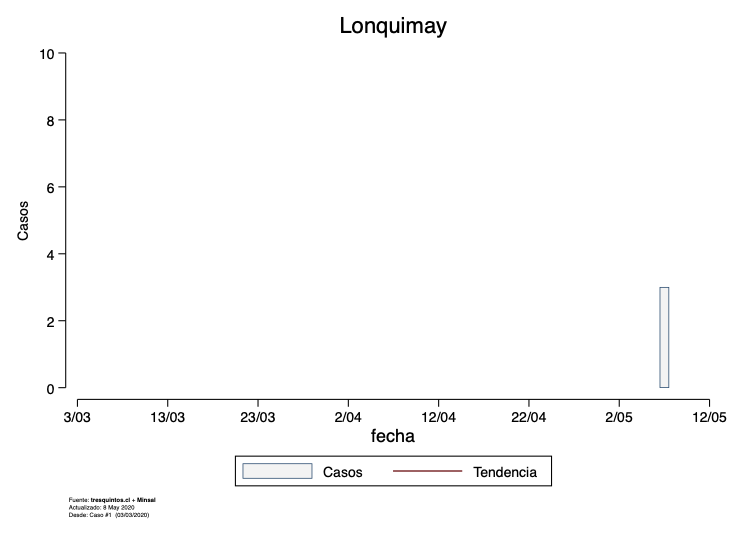 Lonquimay
10
8
6
4
2
0
Casos
3/03 13/03 23/03 2/04 12/04 22/04 2/05 12/05
fecha
Casos Tendencia
Fuente: tresquintos.cl + Minsal
Actualizado: 8 May 2020
Desde: Caso #1 (03/03/2020)